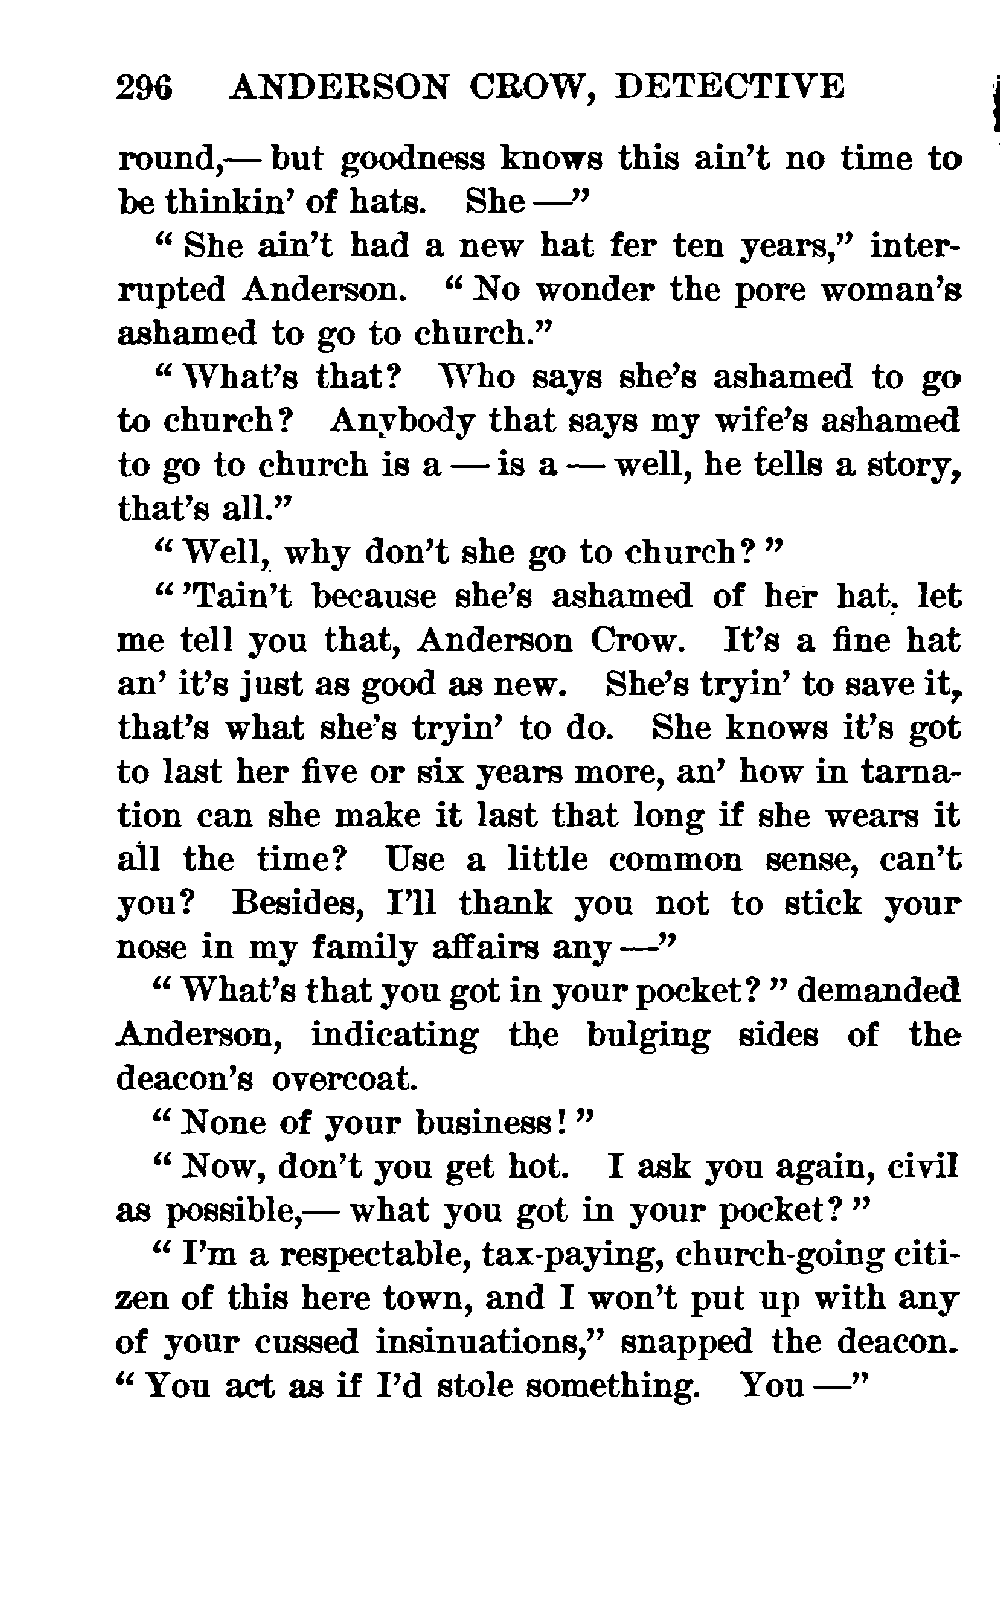 296 ANDERSON CROW, DETECTIVE
round,— but goodness knows this ain't no time to
be thinkin' of hats. She —"
" She ain't had a new hat fer ten years," inter-
rupted Anderson. " No wonder the pore woman's
ashamed to go to church."
" What's that? Who says she's ashamed to go
to church? Anybody that says my wife's ashamed
to go to church is a — is a — well, he tells a story,
that's all."
" Well, why don't she go to church? "
" 'Tain't because she's ashamed of her hat, let
me tell you that, Anderson Crow. It's a fine hat
an' it's just as good as new. She's tryin' to save it,
that's what she's tryin' to do. She knows it's got
to last her five or six years more, an' how in tarna-
tion can she make it last that long if she wears it
all the time? Use a little common sense, can't
you? Besides, I'll thank you not to stick your
nose in my family affairs any —"
" What's that you got in your pocket? " demanded
Anderson, indicating the bulging sides of the
deacon's overcoat.
" None of your business! "
" Now, don't you get hot. I ask you again, civil
as possible,— what you got in your pocket? "
" I'm a respectable, tax-paying, church-going citi-
zen of this here town, and I won't put up with any
of your cussed insinuations," snapped the deacon.
" You act as if I'd stole something. You —"